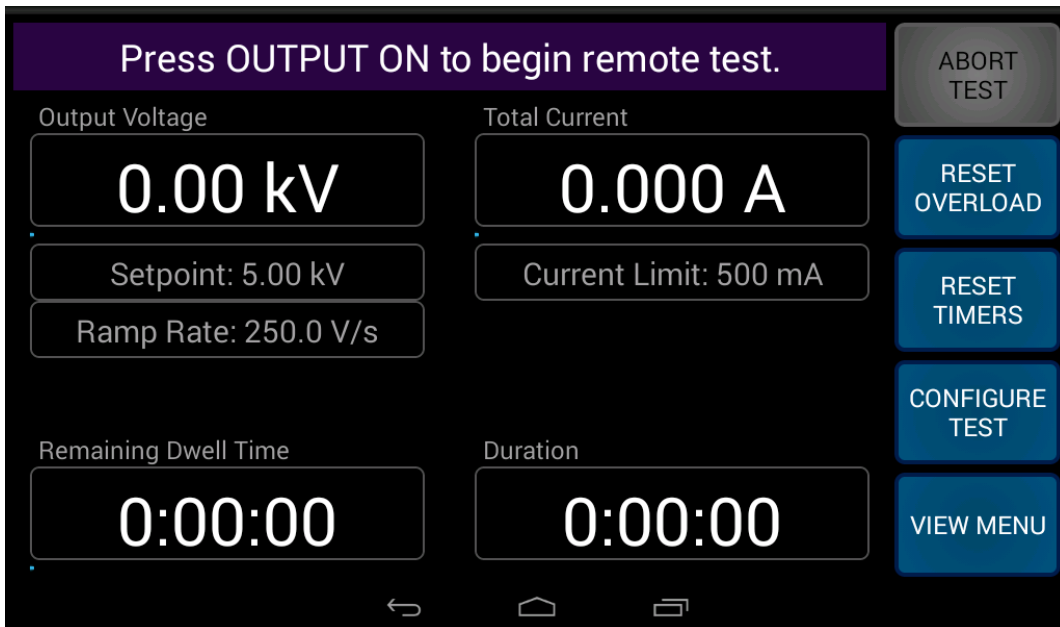 Press OUTPUT ON to begin remote test.
ABORT
TEST
Output Voltage
Total Current
0.00 kV
0.000 A
RESET
OVERLOAD
Setpoint: 5.00 kV
Current Limit: 500 mA
Ramp Rate: 250.0 V/s
RESET
TIMERS
CONFIGURE
TEST
Remaining Dwell Time
Duration
0:00:00
0:00:00
VIEW MENU